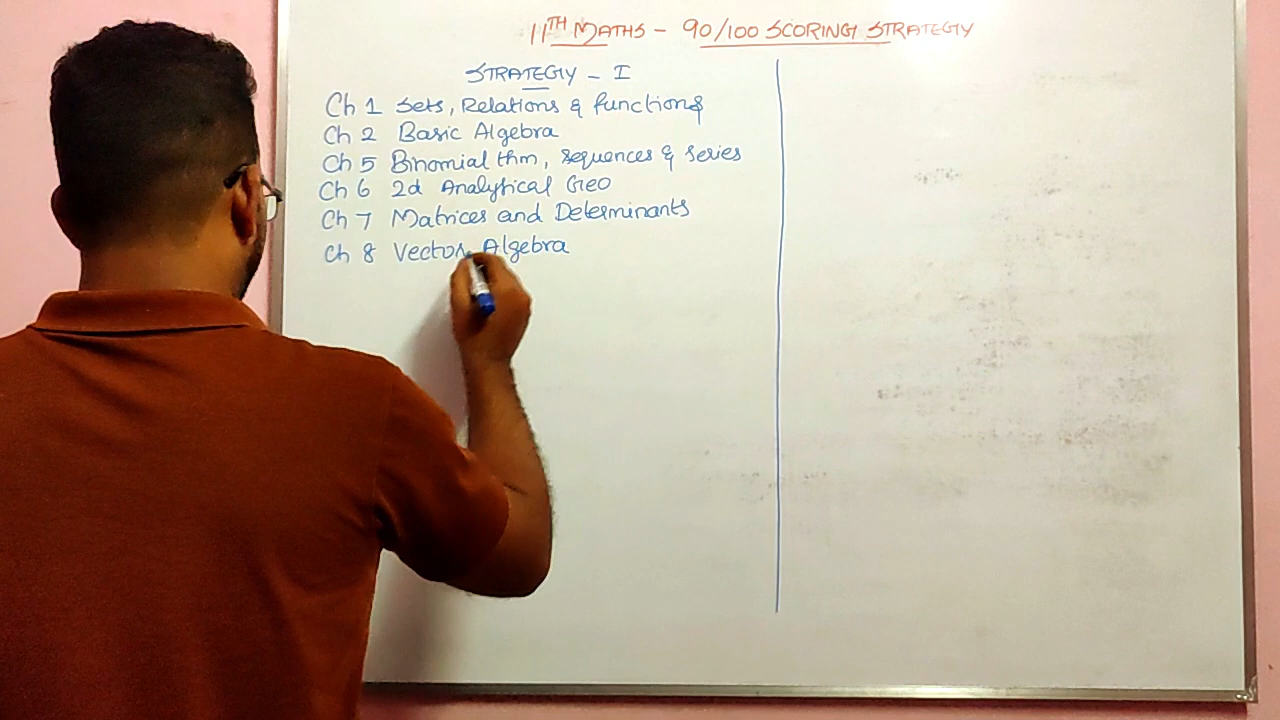 11TH MATHS - 90/100 SCORING STRATEGY
STRATEGY - I
Ch 1 Sets, Relations & functions
Ch 2 Basic Algebra
Ch 5 Binomial thm, sequences & series
Ch 6 2d Analytical Geo
Ch 7 Matrices and Determinants
Ch 8 Vector Algebra